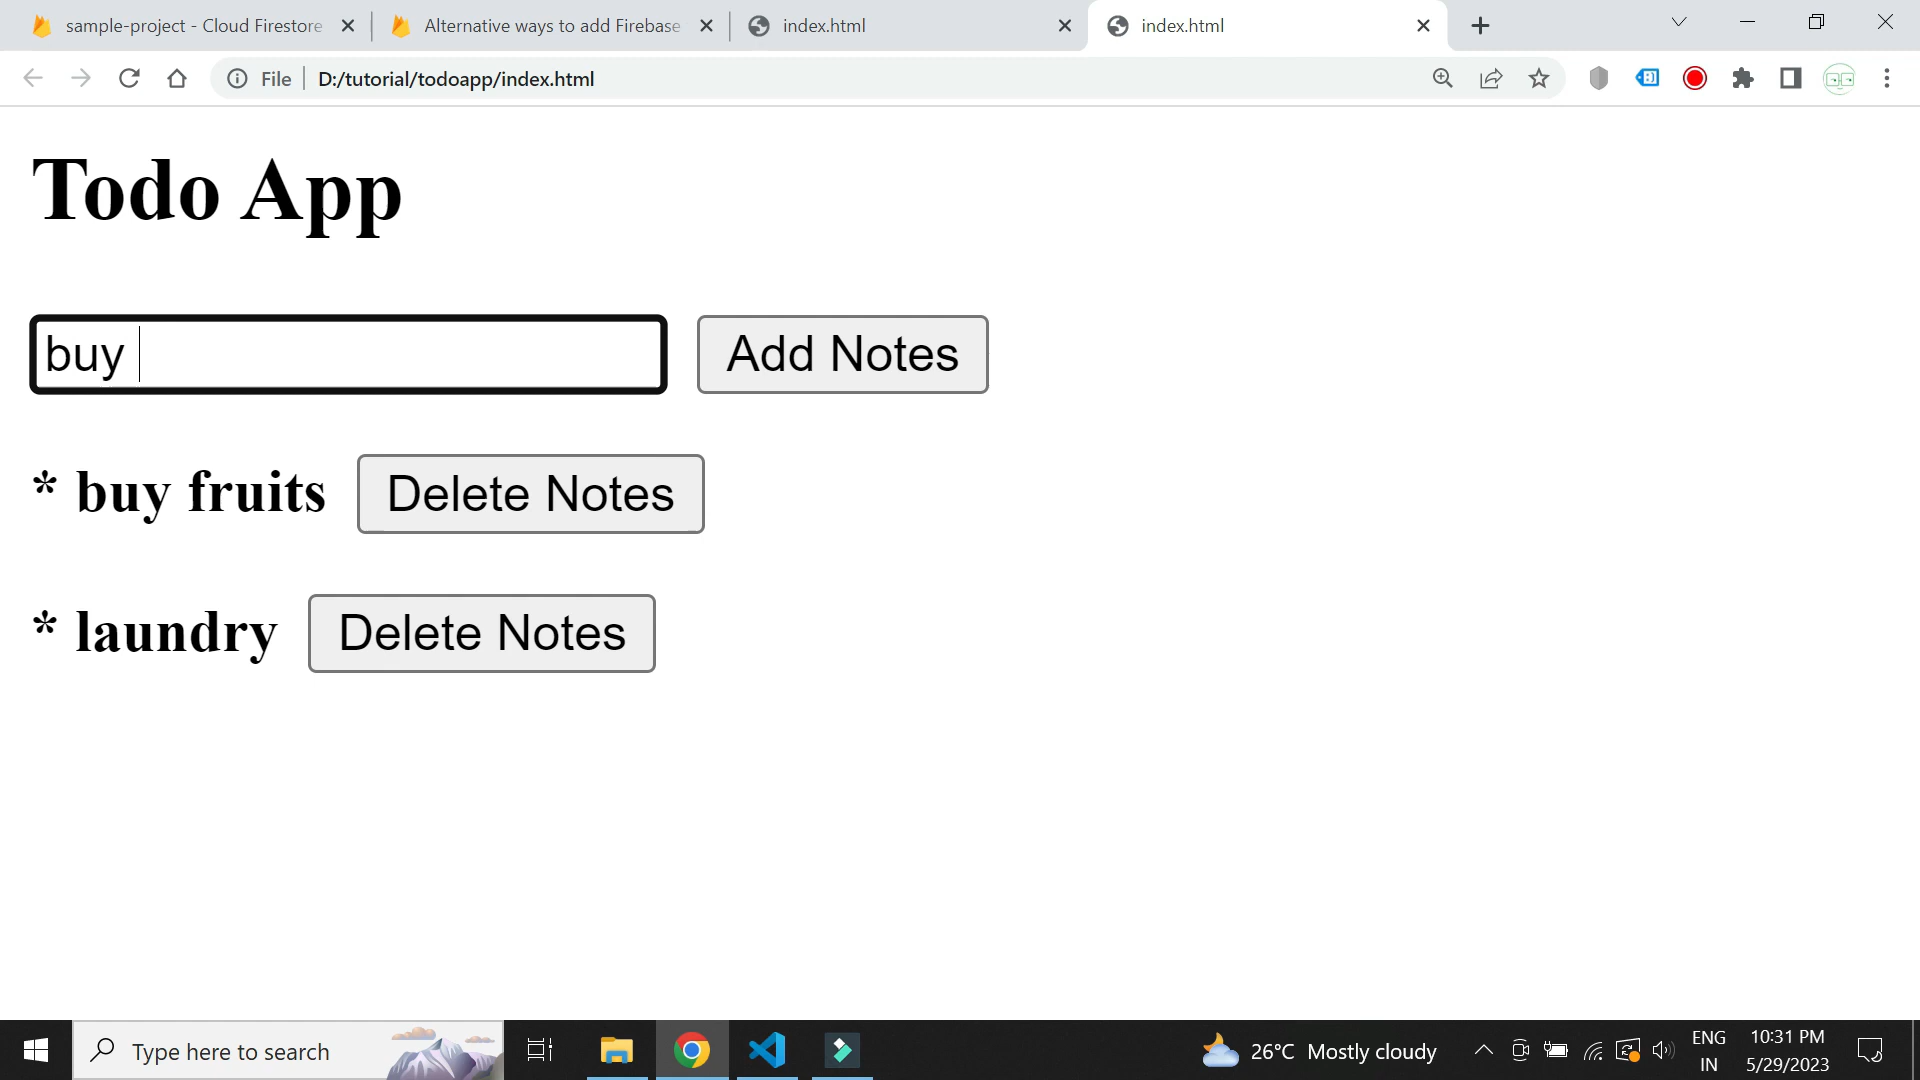 sample-project - Cloud Firestore
Alternative ways to add Firebase
index.html
index.html
File
D:/tutorial/todoapp/index.html
Todo App
buy
Add Notes
* buy fruits
Delete Notes
* laundry
Delete Notes
Type here to search
26°C Mostly cloudy
ENG
IN
10:31 PM
5/29/2023